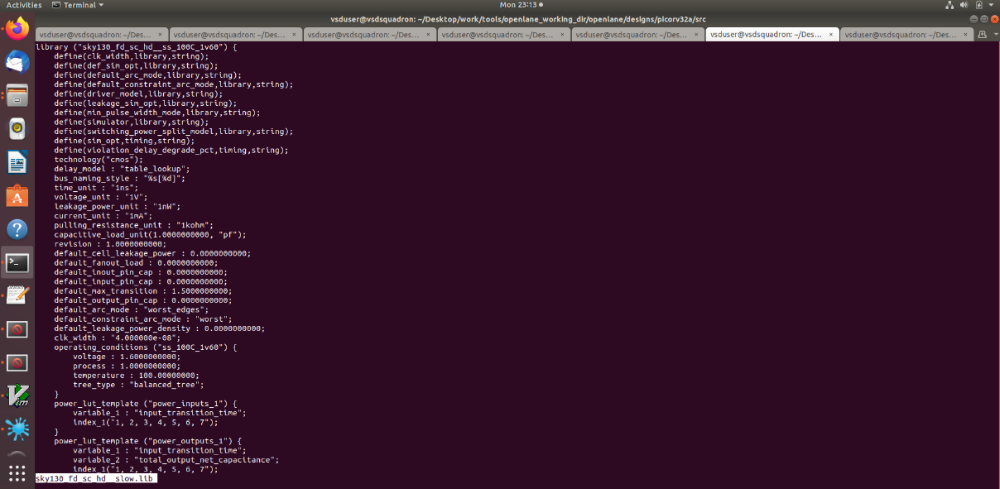 Activities Terminal Mon 23:13
vsduser@vsdsquadron: ~/Desktop/work/tools/openlane_working_dir/openlane/designs/picorv32a/src
vsduser@vsdsquadron: ~/Des... × vsduser@vsdsquadron: ~/Des... × vsduser@vsdsquadron: ~/Des... × vsduser@vsdsquadron: ~/Des... × vsduser@vsdsquadron: ~/Des... × vsduser@vsdsquadron: ~/Des... × vsduser@vsdsquadron: ~/Des... ×
library ("sky130_fd_sc_hd__ss_100C_1v60") {
    define(clk_width,library,string);
    define(def_sim_opt,library,string);
    define(default_arc_mode,library,string);
    define(default_constraint_arc_mode,library,string);
    define(driver_model,library,string);
    define(leakage_sim_opt,library,string);
    define(min_pulse_width_mode,library,string);
    define(simulator,library,string);
    define(switching_power_split_model,library,string);
    define(sim_opt,timing,string);
    define(violation_delay_degrade_pct,timing,string);
    technology("cmos");
    delay_model : "table_lookup";
    bus_naming_style : "%s[%d]";
    time_unit : "1ns";
    voltage_unit : "1V";
    leakage_power_unit : "1nW";
    current_unit : "1mA";
    pulling_resistance_unit : "1kohm";
    capacitive_load_unit(1.0000000000, "pf");
    revision : 1.0000000000;
    default_cell_leakage_power : 0.0000000000;
    default_fanout_load : 0.0000000000;
    default_inout_pin_cap : 0.0000000000;
    default_input_pin_cap : 0.0000000000;
    default_max_transition : 1.5000000000;
    default_output_pin_cap : 0.0000000000;
    default_arc_mode : "worst_edges";
    default_constraint_arc_mode : "worst";
    default_leakage_power_density : 0.0000000000;
    clk_width : "4.000000e-08";
    operating_conditions ("ss_100C_1v60") {
        voltage : 1.6000000000;
        process : 1.0000000000;
        temperature : 100.00000000;
        tree_type : "balanced_tree";
    }
    power_lut_template ("power_inputs_1") {
        variable_1 : "input_transition_time";
        index_1("1, 2, 3, 4, 5, 6, 7");
    }
    power_lut_template ("power_outputs_1") {
        variable_1 : "input_transition_time";
        variable_2 : "total_output_net_capacitance";
        index_1("1, 2, 3, 4, 5, 6, 7");
sky130_fd_sc_hd__slow.lib